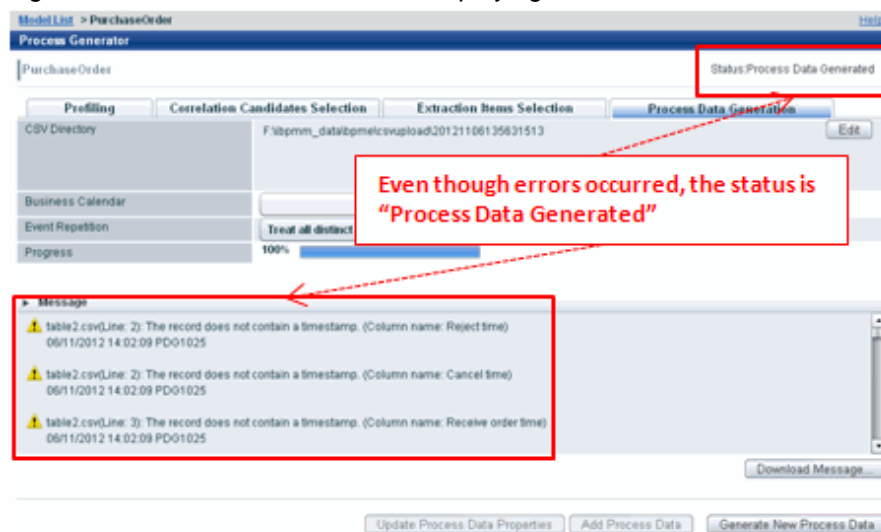 Model List > PurchaseOrder
Help
Process Generator
PurchaseOrder
Status:Process Data Generated
Profiling
Correlation Candidates Selection
Extraction Items Selection
Process Data Generation
CSV Directory
Edit
Even though errors occurred, the status is
"Process Data Generated"
Business Calendar
Event Repetition
Treat all distinct
Progress
100%
Message
table2.csv(Line: 2): The record does not contain a timestamp. (Column name: Reject time)
06/11/2012 14:02:09 PDG1025
table2.csv(Line: 2): The record does not contain a timestamp. (Column name: Cancel time)
06/11/2012 14:02:09 PDG1025
table2.csv(Line: 3): The record does not contain a timestamp. (Column name: Receive order time)
06/11/2012 14:02:09 PDG1025
Download Message...
Update Process Data Properties
Add Process Data
Generate New Process Data